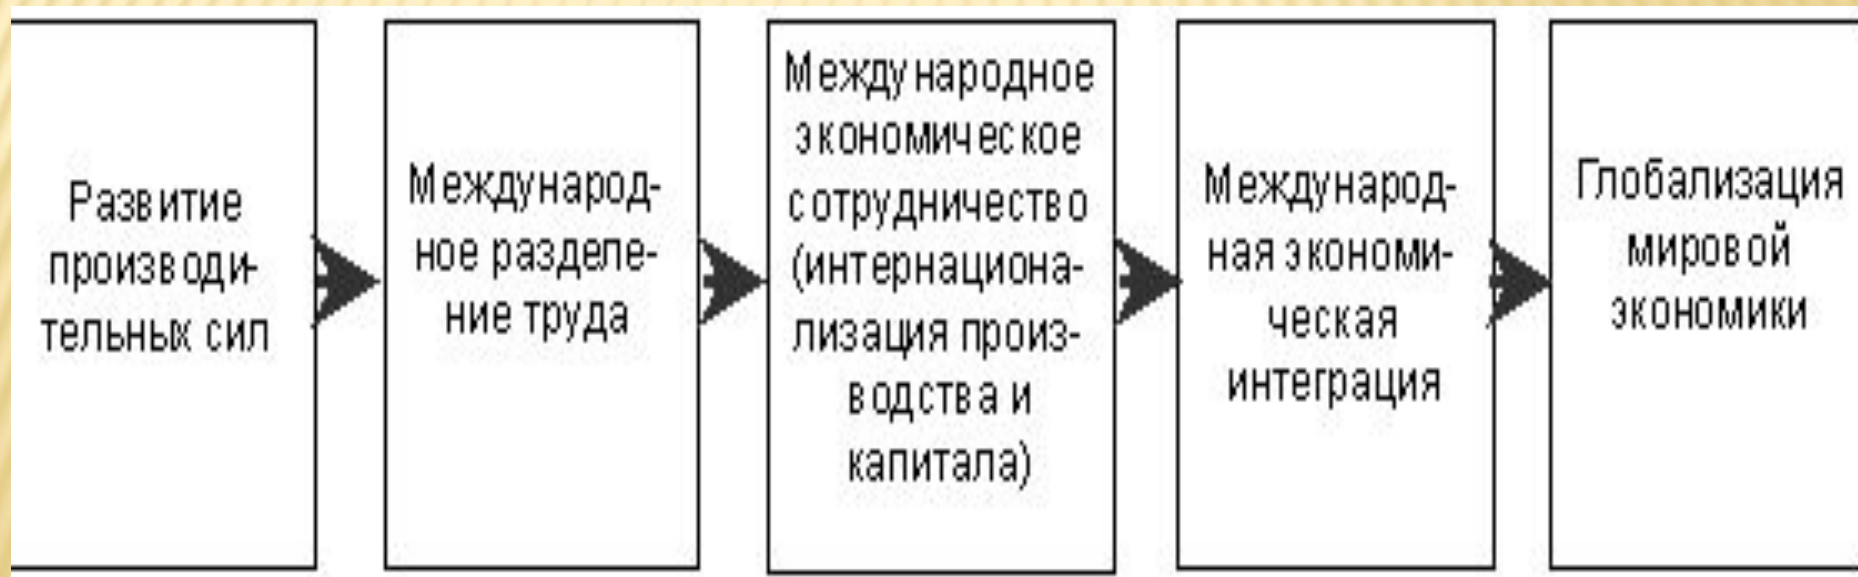 Развитие
производи-
тельных сил
Международ-
ное разделе-
ние труда
Международное
экономическое
сотрудничество
(интернациона-
лизация произ-
водства и
капитала)
Международ-
ная экономи-
ческая
интеграция
Глобализация
мировой
экономики